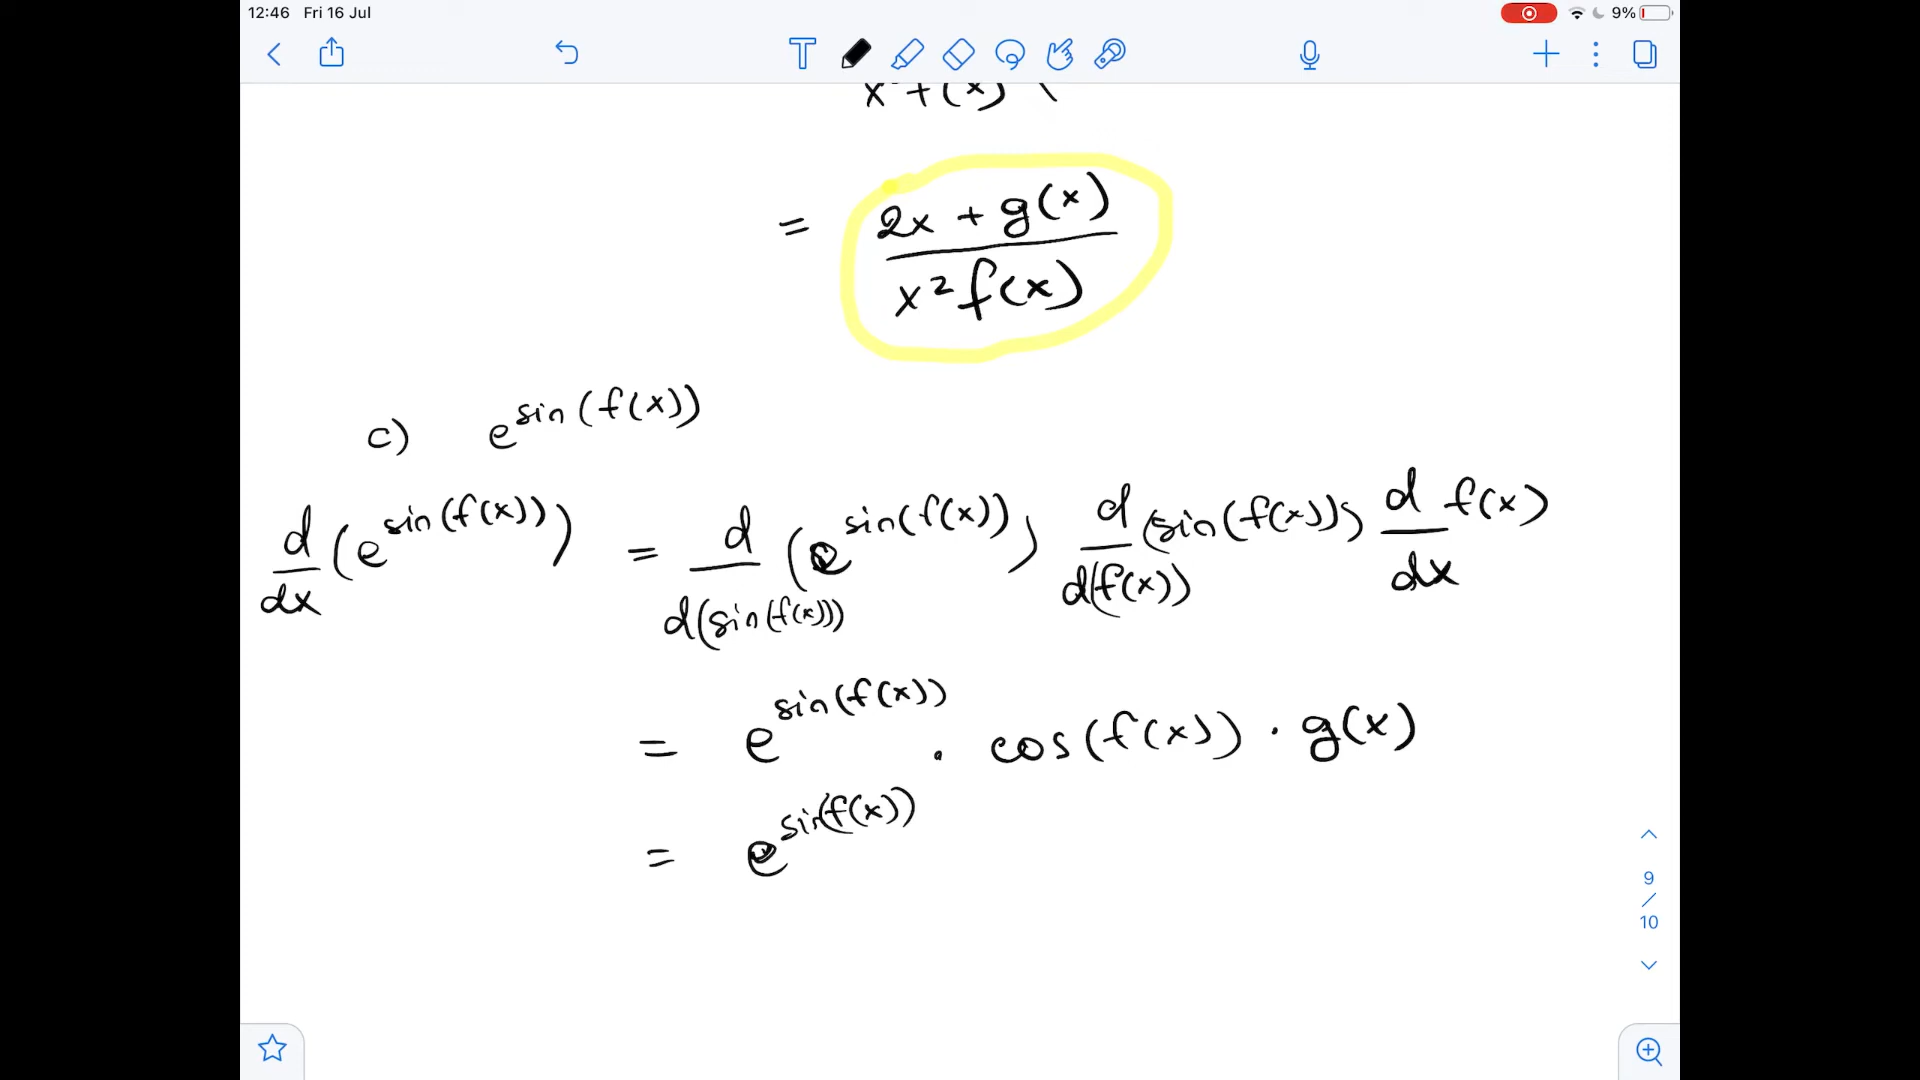 12:46 Fri 16 Jul 9%
T
= 2x + g(x)
x² f(x)
c) e^sin(f(x))
d/dx (e^sin(f(x))) = d/d(sin(f(x))) (e^sin(f(x))) d/d(f(x)) (sin(f(x))) d/dx f(x)
= e^sin(f(x)) · cos(f(x)) · g(x)
= e^sin(f(x))
9
/
10